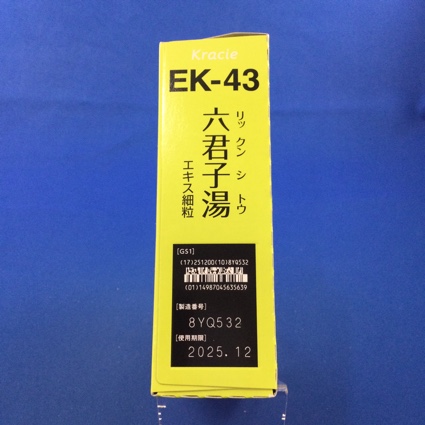 Kracie
EK-43
リックン シ トウ
六君子湯
エキス細粒
[GS1]
(17)251200(10)8YQ532
(01)14987045635639
[製造番号]
8YQ532
[使用期限]
2025.12